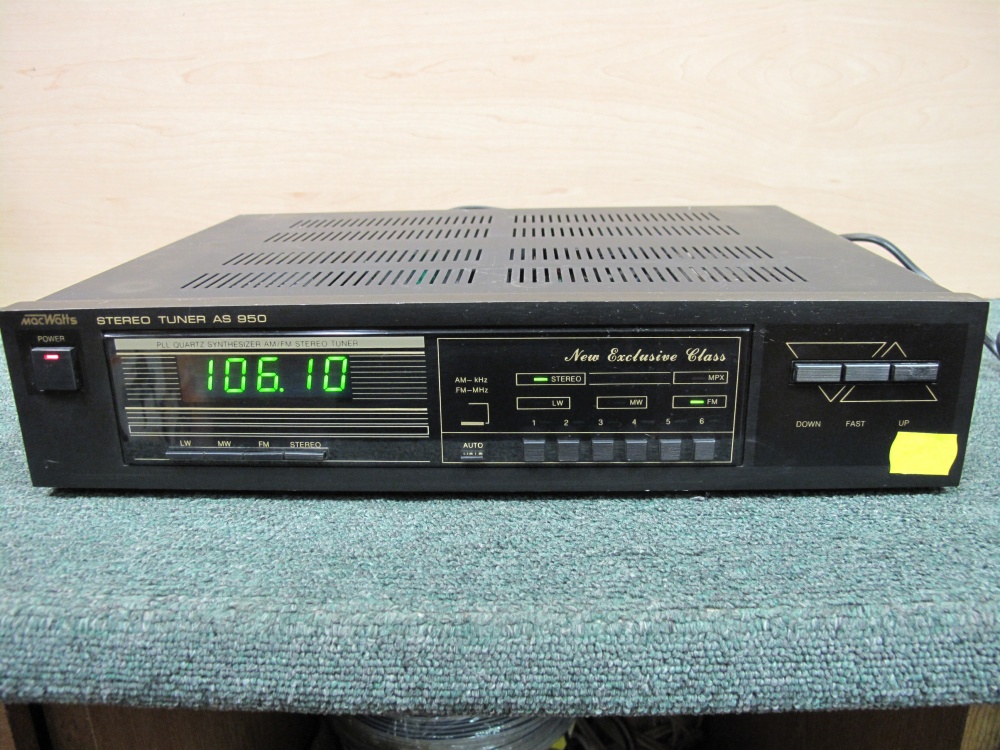 MacWatts STEREO TUNER AS 950
POWER
PLL QUARTZ SYNTHESIZER AM/FM STEREO TUNER
106.10
New Exclusive Class
AM-kHz
FM-MHz
STEREO MPX
LW MW FM
1 2 3 4 5 6
LW MW FM STEREO
AUTO
DOWN FAST UP